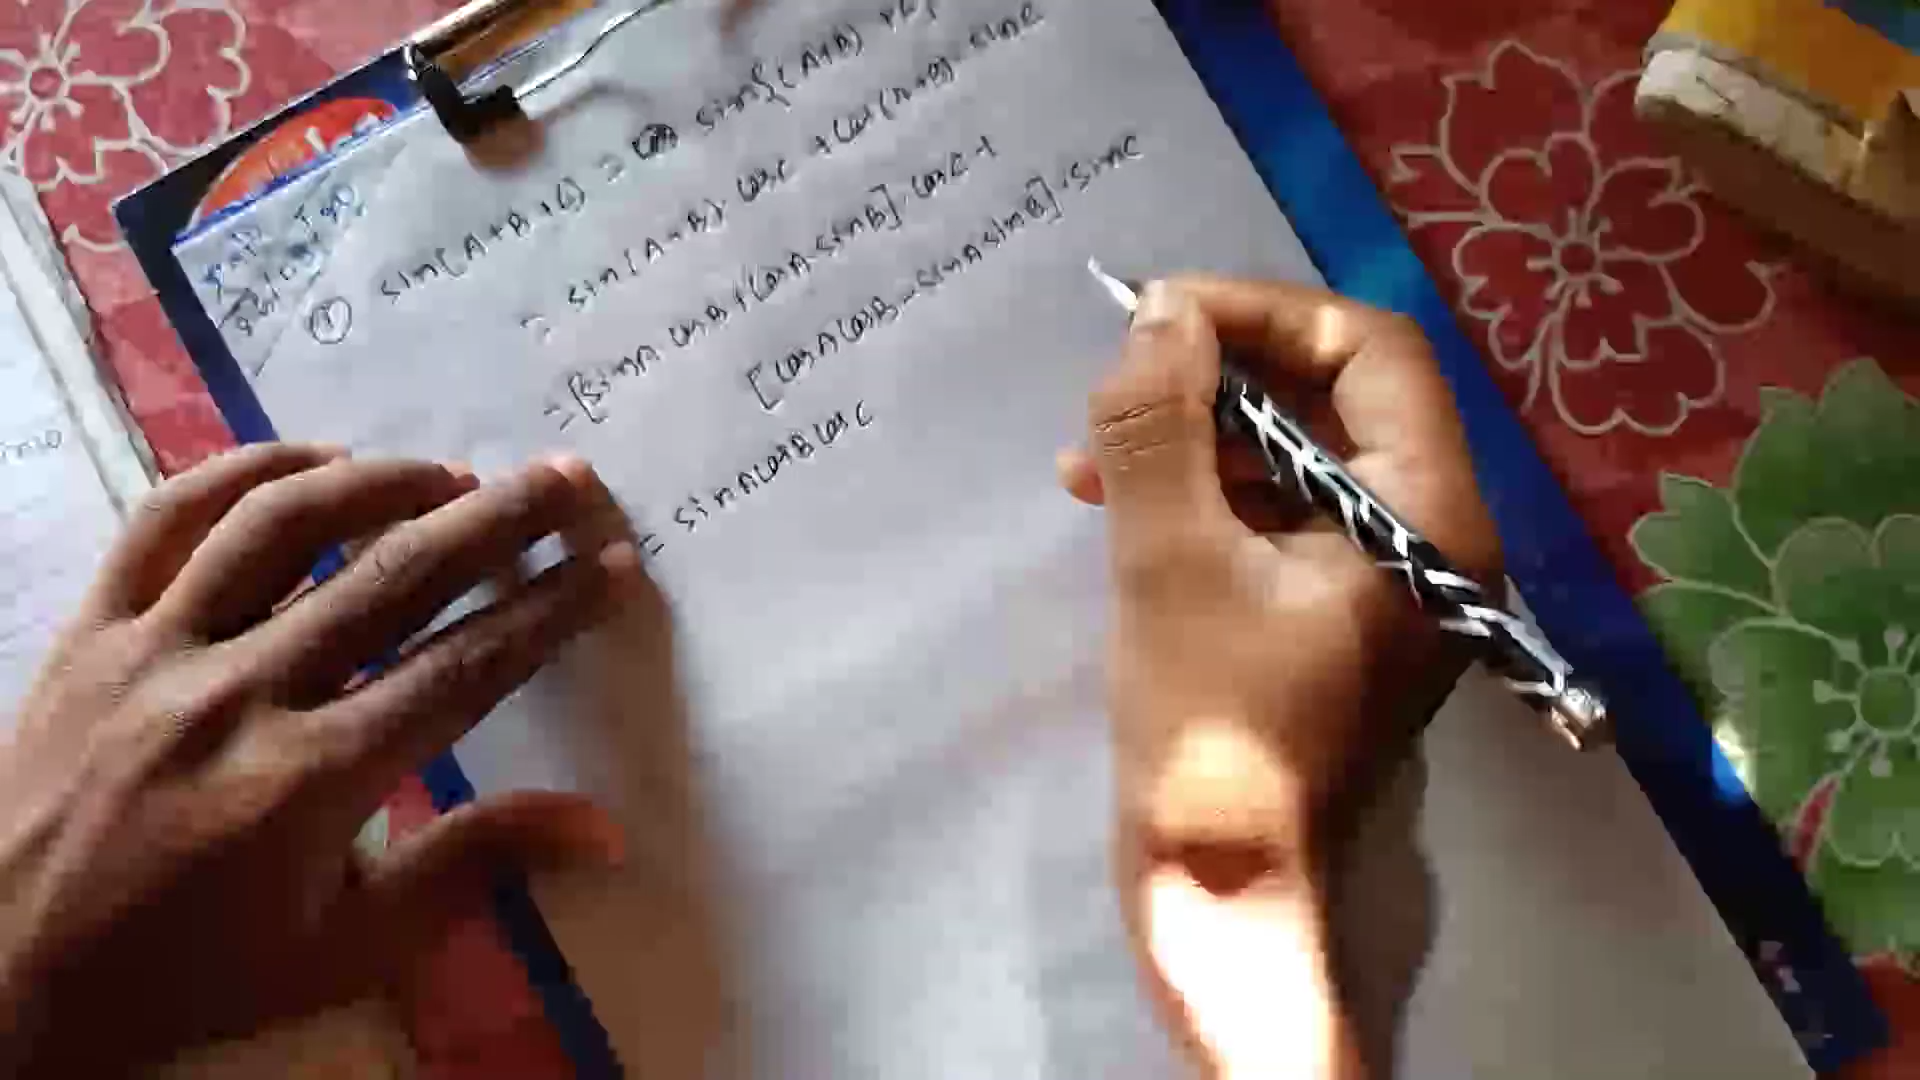 ① sin(A+B+C) = sin{(A+B)+C}
= sin(A+B). cosC + cos(A+B). sinC
= [sinA cosB + cosA.sinB]. cosC +
[cosA cosB - sinA sinB]. sinC
= sinA cosB cosC